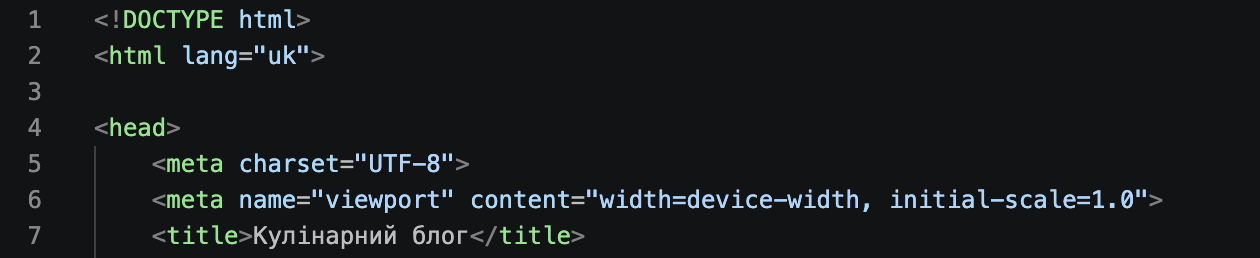 1 <!DOCTYPE html>
2 <html lang="uk">
3
4 <head>
5 <meta charset="UTF-8">
6 <meta name="viewport" content="width=device-width, initial-scale=1.0">
7 <title>Кулінарний блог</title>